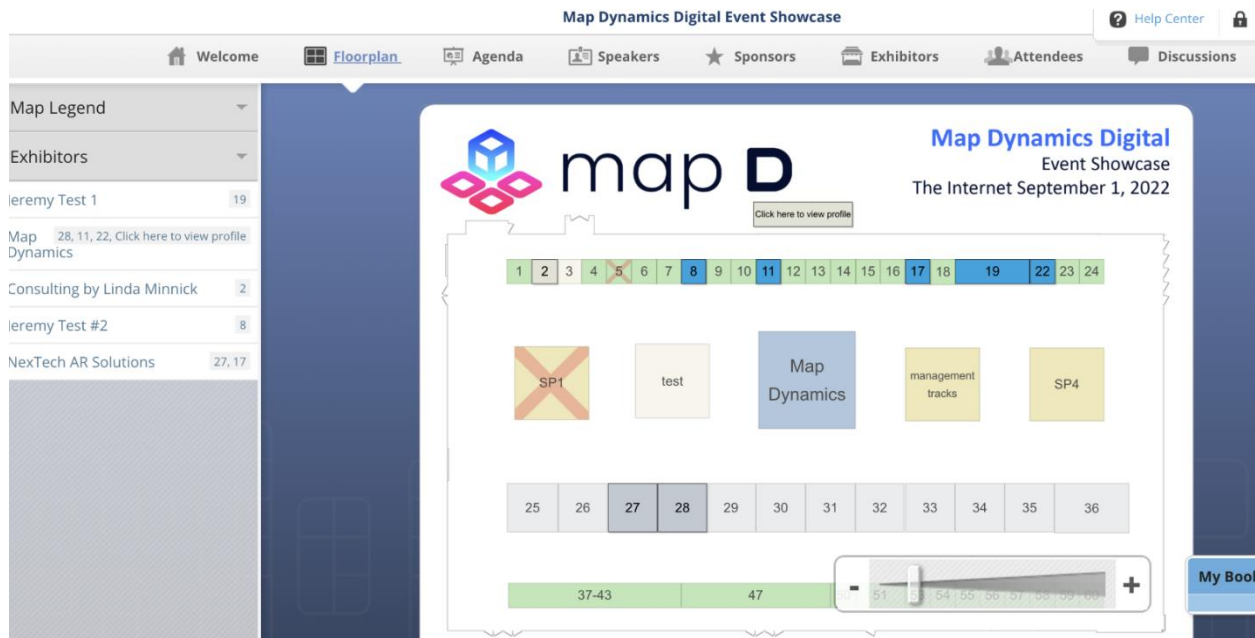 Map Dynamics Digital Event Showcase
Help Center
Welcome
Floorplan
Agenda
Speakers
Sponsors
Exhibitors
Attendees
Discussions
Map Legend
Exhibitors
Jeremy Test 1 19
Map Dynamics 28, 11, 22, Click here to view profile
Consulting by Linda Minnick 2
Jeremy Test #2 8
NexTech AR Solutions 27, 17
map D
Map Dynamics Digital
Event Showcase
The Internet September 1, 2022
Click here to view profile
1 2 3 4 5 6 7 8 9 10 11 12 13 14 15 16 17 18 19 22 23 24
SP1
test
Map
Dynamics
management
tracks
SP4
25 26 27 28 29 30 31 32 33 34 35 36
37-43 47 51 54 55 56 57 58 59 60
- +
My Boo